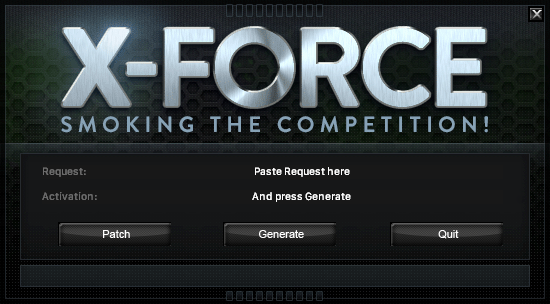 X-FORCE
SMOKING THE COMPETITION!
Request: Paste Request here
Activation: And press Generate
Patch Generate Quit